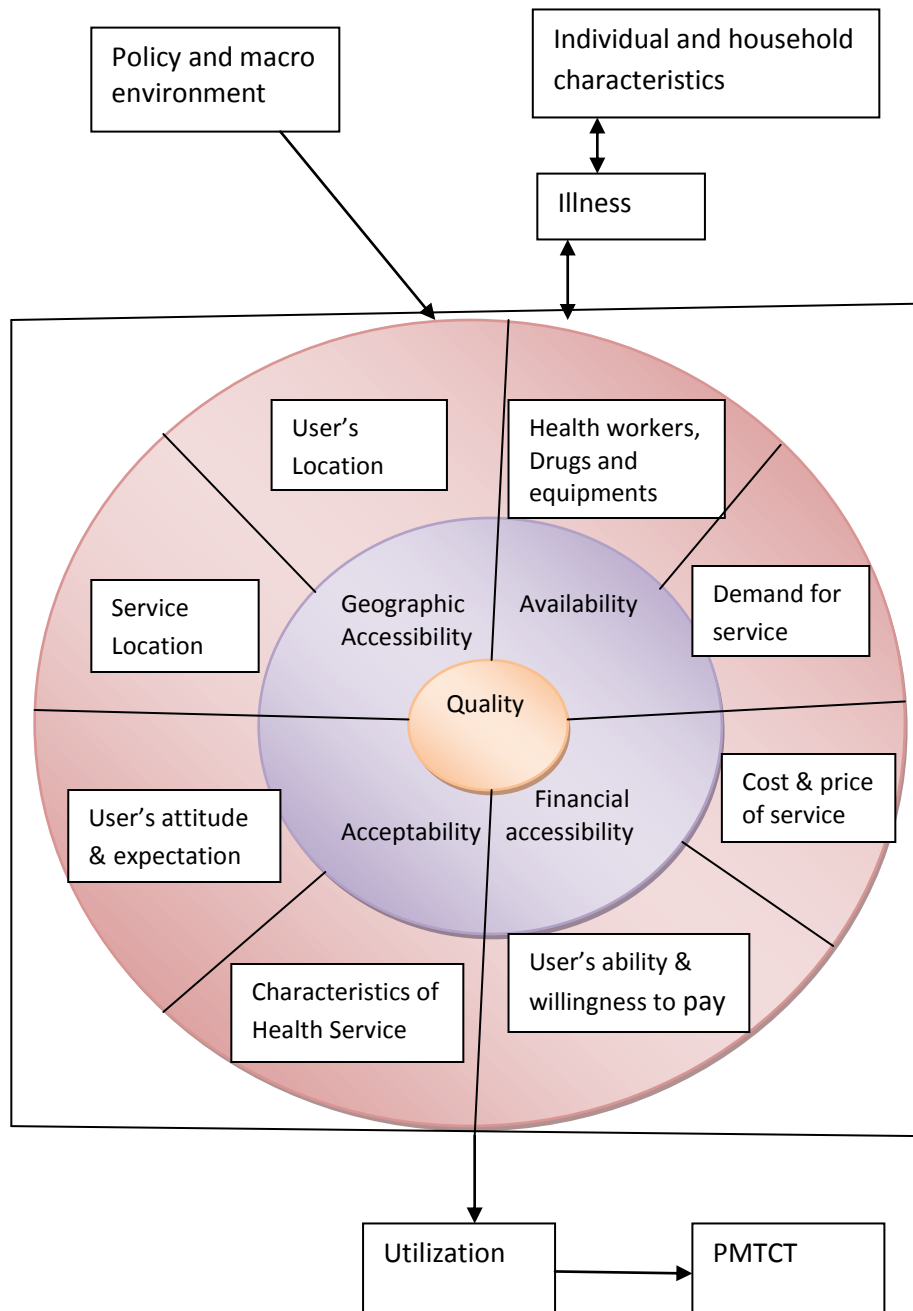 Policy and macro
environment
Individual and household
characteristics
Illness
User’s
Location
Health workers,
Drugs and
equipments
Service
Location
Geographic
Accessibility
Availability
Demand for
service
Quality
User’s attitude
& expectation
Acceptability
Financial
accessibility
Cost & price
of service
Characteristics of
Health Service
User’s ability &
willingness to pay
Utilization
PMTCT